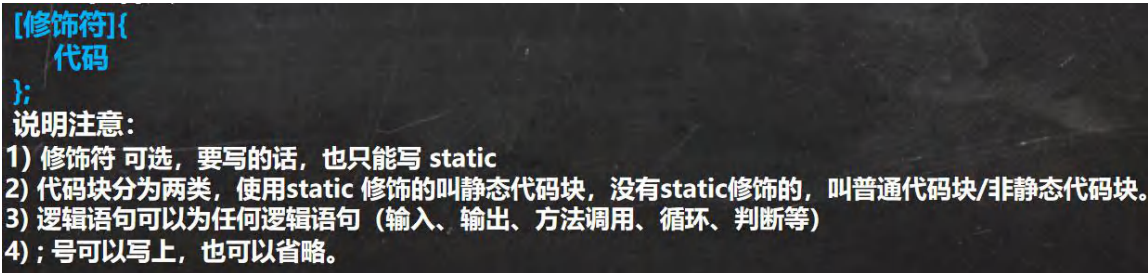 [修饰符]{
代码
};
说明注意：
1) 修饰符 可选，要写的话，也只能写 static
2) 代码块分为两类，使用static 修饰的叫静态代码块，没有static修饰的，叫普通代码块/非静态代码块。
3) 逻辑语句可以为任何逻辑语句（输入、输出、方法调用、循环、判断等）
4) ; 号可以写上，也可以省略。